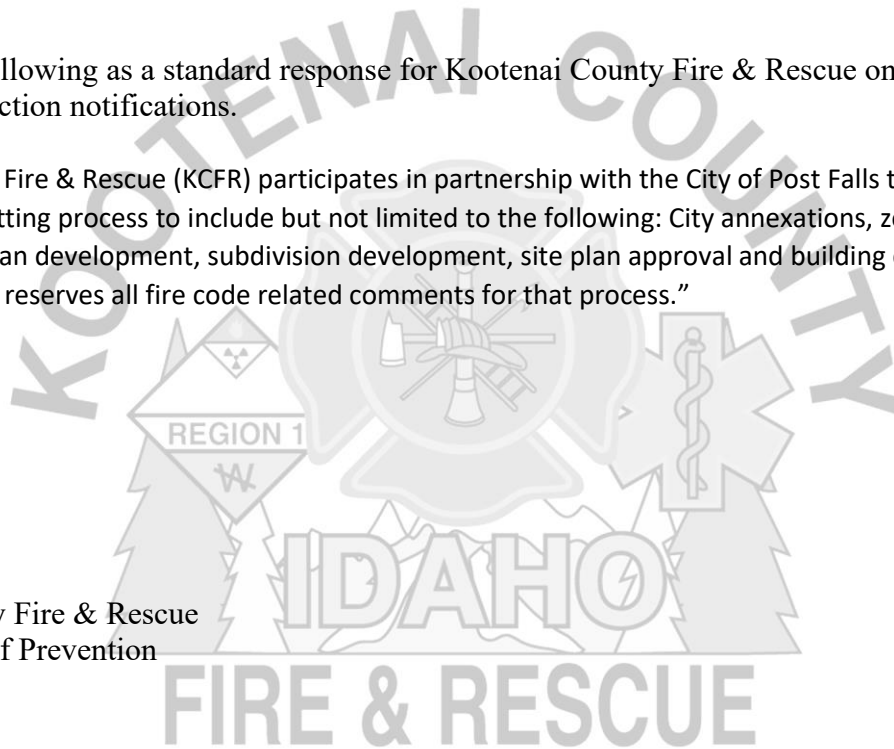 KOOTENAI COUNTY
llowing as a standard response for Kootenai County Fire & Rescue on
ction notifications.
Fire & Rescue (KCFR) participates in partnership with the City of Post Falls t
tting process to include but not limited to the following: City annexations, z
an development, subdivision development, site plan approval and building
reserves all fire code related comments for that process.”
REGION 1
W
IDAHO
y Fire & Rescue
f Prevention
FIRE & RESCUE